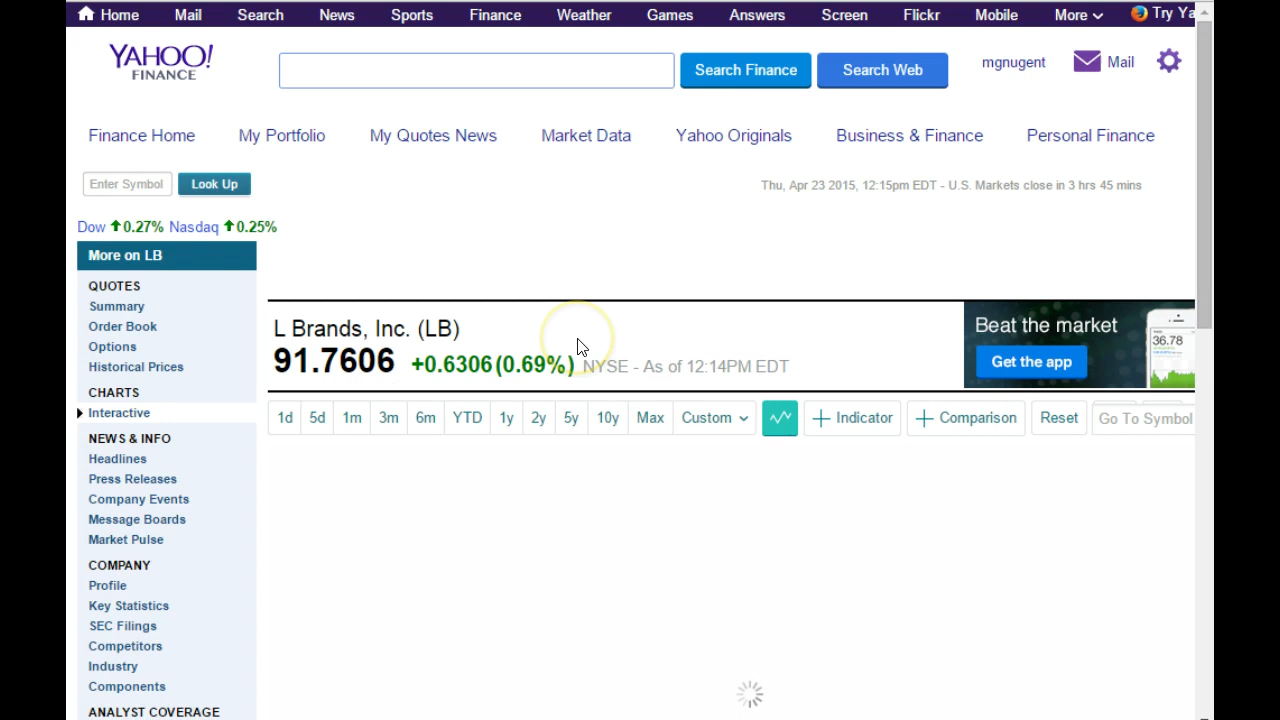 Home Mail Search News Sports Finance Weather Games Answers Screen Flickr Mobile More Try Ya
YAHOO!
FINANCE
Search Finance Search Web mgnugent Mail
Finance Home My Portfolio My Quotes News Market Data Yahoo Originals Business & Finance Personal Finance
Enter Symbol Look Up Thu, Apr 23 2015, 12:15pm EDT - U.S. Markets close in 3 hrs 45 mins
Dow 0.27% Nasdaq 0.25%
More on LB
QUOTES
Summary
Order Book
Options
Historical Prices
CHARTS
Interactive
NEWS & INFO
Headlines
Press Releases
Company Events
Message Boards
Market Pulse
COMPANY
Profile
Key Statistics
SEC Filings
Competitors
Industry
Components
ANALYST COVERAGE
L Brands, Inc. (LB)
91.7606 +0.6306(0.69%) NYSE - As of 12:14PM EDT
Beat the market
Get the app
36.78
1d 5d 1m 3m 6m YTD 1y 2y 5y 10y Max Custom Indicator Comparison Reset Go To Symbol